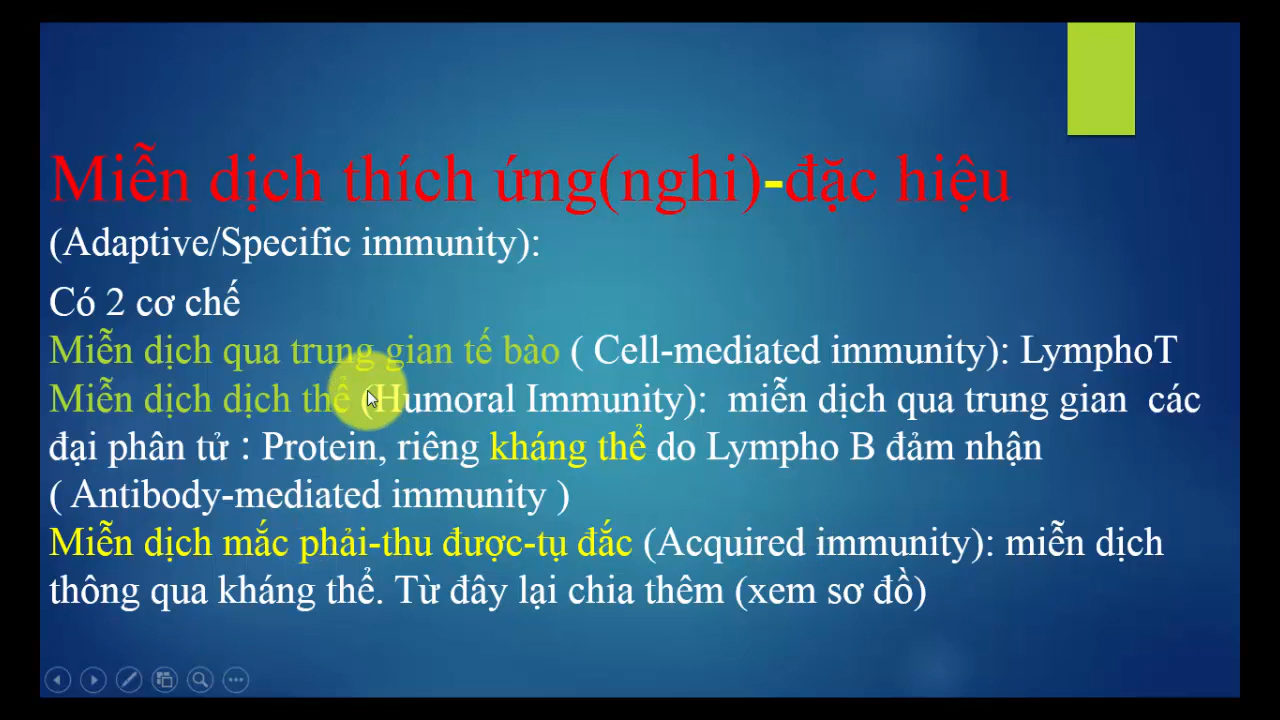 Miễn dịch thích ứng(nghi)-đặc hiệu
(Adaptive/Specific immunity):
Có 2 cơ chế
Miễn dịch qua trung gian tế bào ( Cell-mediated immunity): LymphoT
Miễn dịch dịch thể (Humoral Immunity): miễn dịch qua trung gian các
đại phân tử : Protein, riêng kháng thể do Lympho B đảm nhận
( Antibody-mediated immunity )
Miễn dịch mắc phải-thu được-tụ đắc (Acquired immunity): miễn dịch
thông qua kháng thể. Từ đây lại chia thêm (xem sơ đồ)